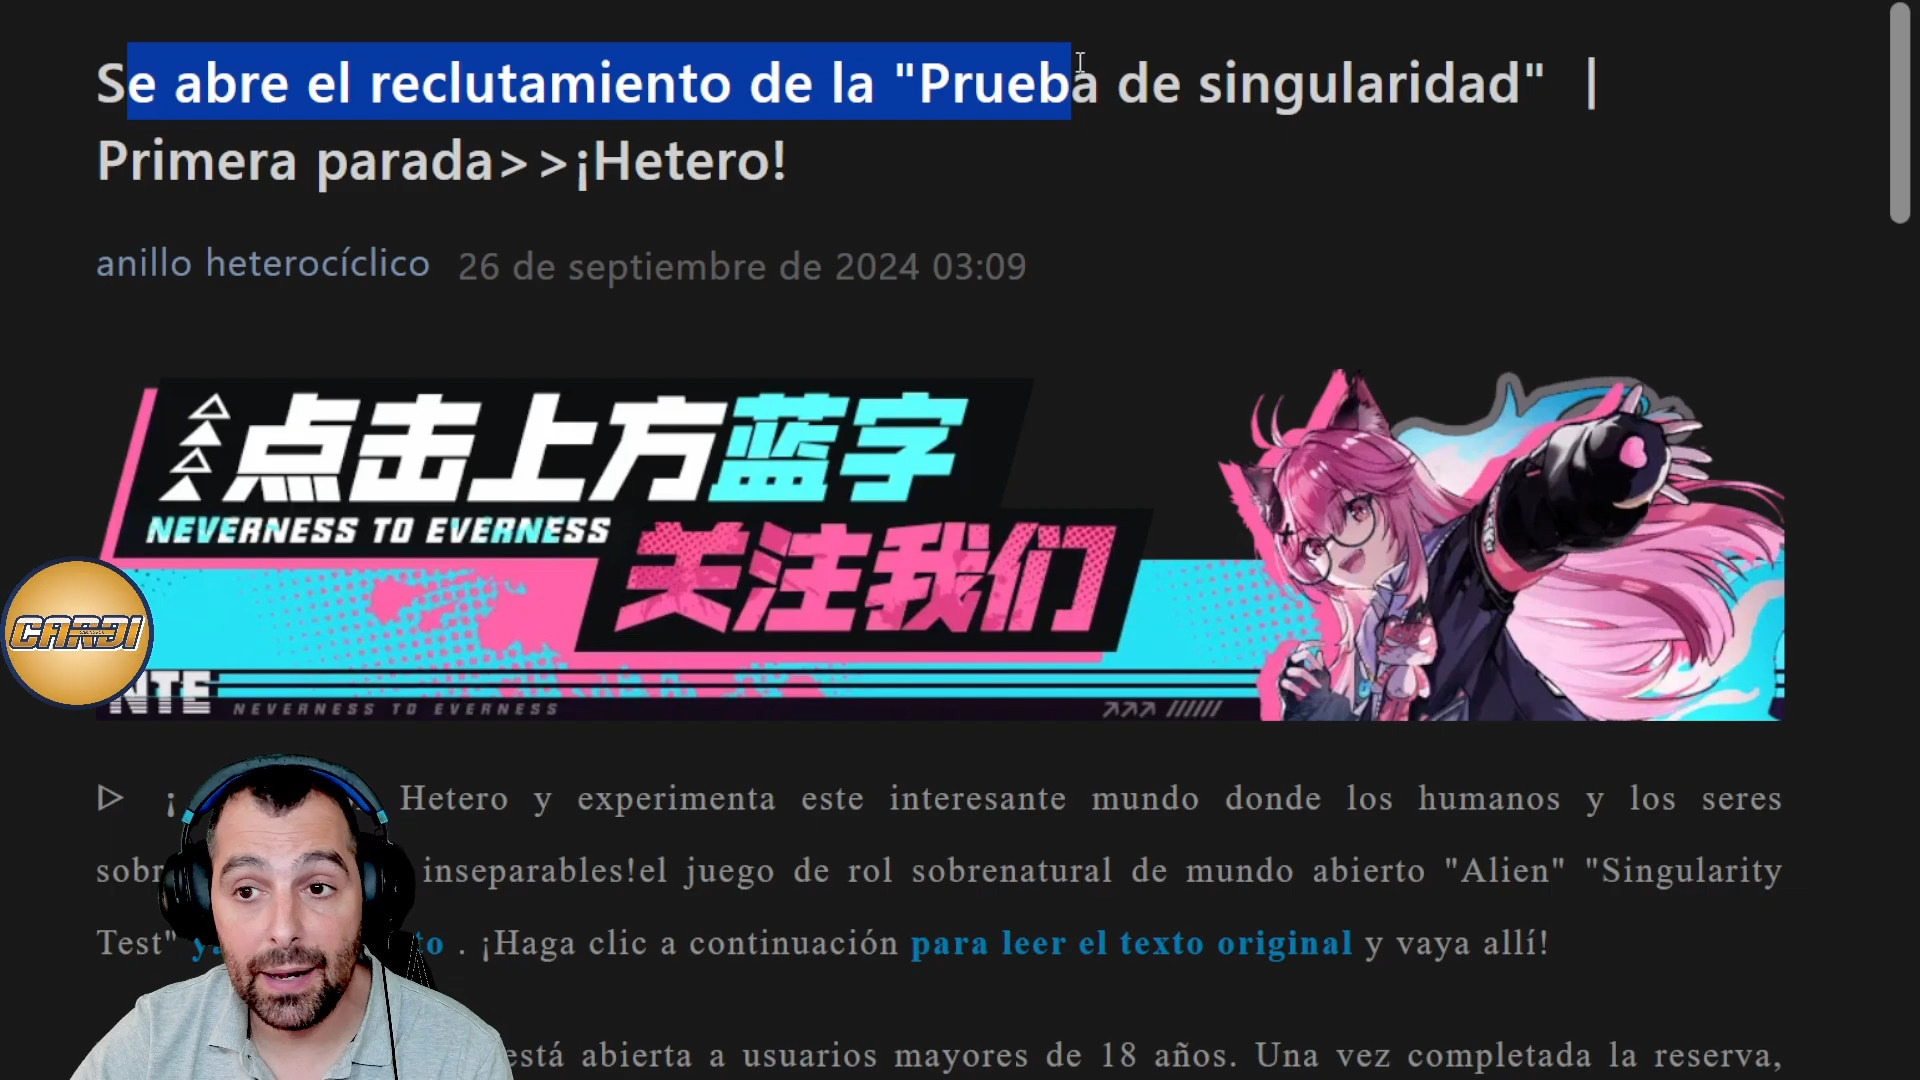 Se abre el reclutamiento de la "Prueba de singularidad" |
Primera parada>>¡Hetero!
anillo heterocíclico 26 de septiembre de 2024 03:09
点击上方蓝字
NEVERNESS TO EVERNESS
关注我们
CARDI
NTE NEVERNESS TO EVERNESS
▷ ¡ Hetero y experimenta este interesante mundo donde los humanos y los seres
inseparables!el juego de rol sobrenatural de mundo abierto "Alien" "Singularity
Test" . ¡Haga clic a continuación para leer el texto original y vaya allí!
está abierta a usuarios mayores de 18 años. Una vez completada la reserva,